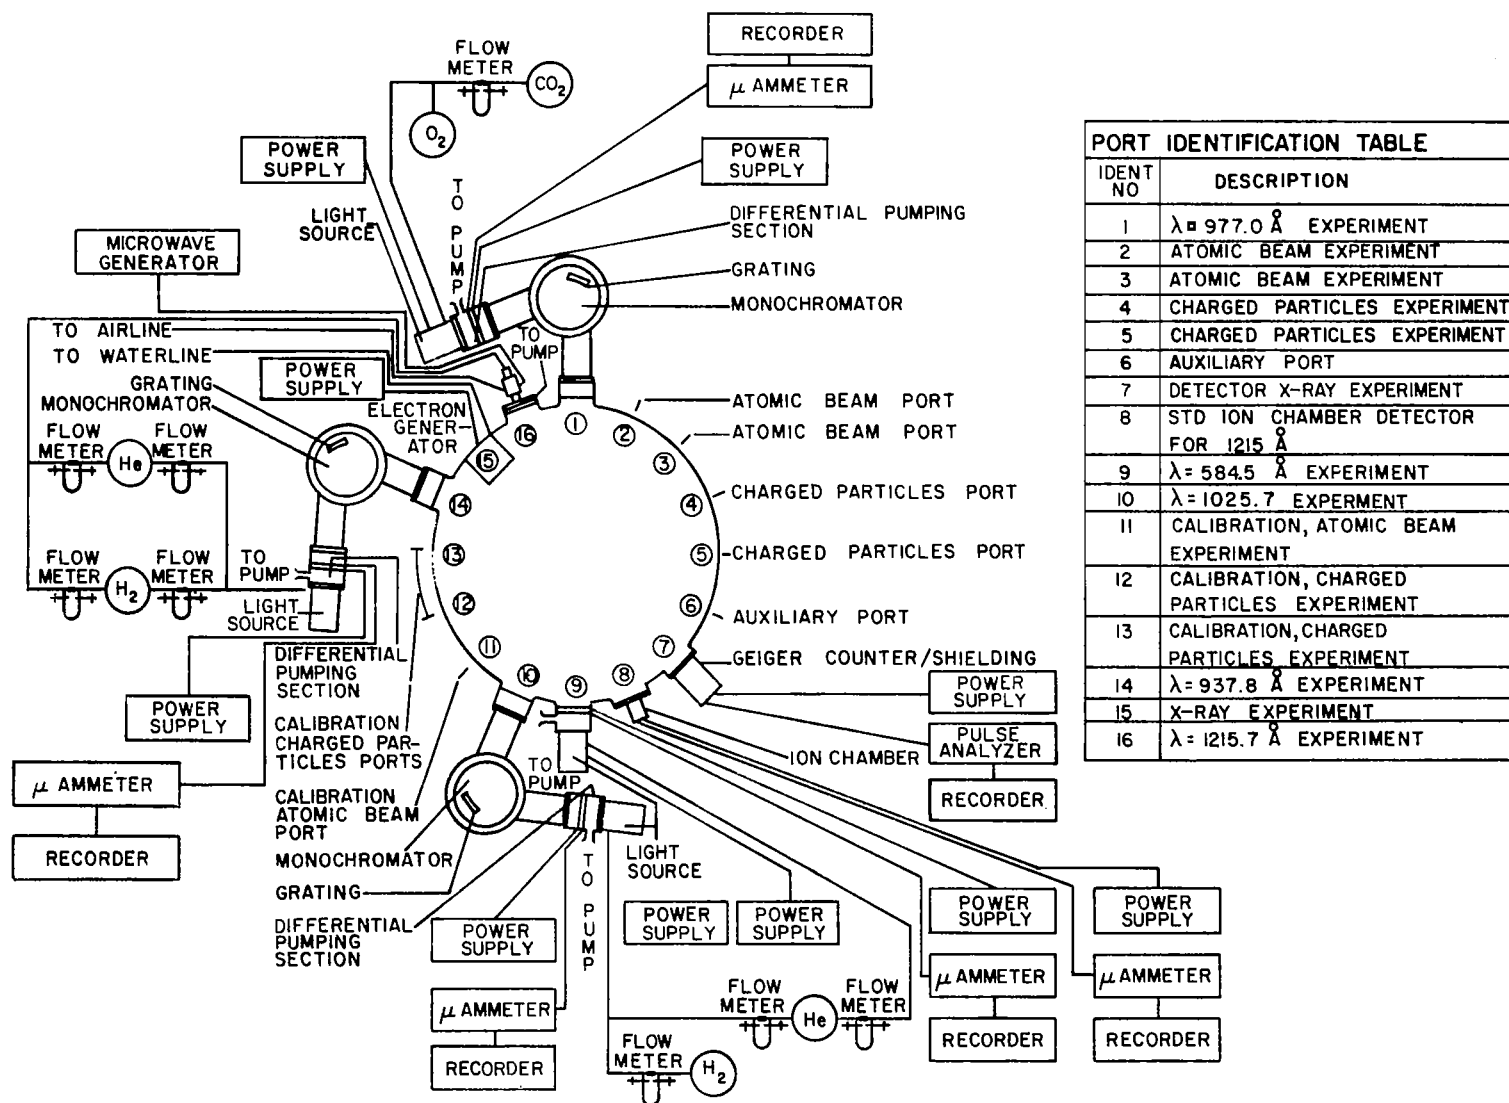 RECORDER
μ AMMETER
FLOW
METER
CO₂
O₂
POWER
SUPPLY
POWER
SUPPLY
TO PUMP
LIGHT
SOURCE
DIFFERENTIAL PUMPING
SECTION
MICROWAVE
GENERATOR
GRATING
MONOCHROMATOR
TO AIRLINE
TO WATERLINE
TO
PUMP
POWER
SUPPLY
GRATING
MONOCHROMATOR
ELECTRON
GENER-
ATOR
ATOMIC BEAM PORT
ATOMIC BEAM PORT
CHARGED PARTICLES PORT
CHARGED PARTICLES PORT
AUXILIARY PORT
GEIGER COUNTER/SHIELDING
1
2
3
4
5
6
7
8
9
10
11
12
13
14
15
16
FLOW
METER
He
FLOW
METER
FLOW
METER
H₂
FLOW
METER
TO
PUMP
LIGHT
SOURCE
DIFFERENTIAL
PUMPING
SECTION
POWER
SUPPLY
CALIBRATION
CHARGED PAR-
TICLES PORTS
μ AMMETER
RECORDER
CALIBRATION
ATOMIC BEAM
PORT
MONOCHROMATOR
GRATING
DIFFERENTIAL
PUMPING
SECTION
TO
PUMP
ION CHAMBER
POWER
SUPPLY
PULSE
ANALYZER
RECORDER
LIGHT
SOURCE
TO PUMP
POWER
SUPPLY
POWER
SUPPLY
POWER
SUPPLY
POWER
SUPPLY
POWER
SUPPLY
μ AMMETER
RECORDER
FLOW
METER
He
FLOW
METER
FLOW
METER
H₂
μ AMMETER
RECORDER
μ AMMETER
RECORDER
PORT IDENTIFICATION TABLE
IDENT
NO
DESCRIPTION
1 λ = 977.0 Å EXPERIMENT
2 ATOMIC BEAM EXPERIMENT
3 ATOMIC BEAM EXPERIMENT
4 CHARGED PARTICLES EXPERIMENT
5 CHARGED PARTICLES EXPERIMENT
6 AUXILIARY PORT
7 DETECTOR X-RAY EXPERIMENT
8 STD ION CHAMBER DETECTOR
FOR 1215 Å
9 λ= 584.5 Å EXPERIMENT
10 λ= 1025.7 EXPERMENT
11 CALIBRATION, ATOMIC BEAM
EXPERIMENT
12 CALIBRATION, CHARGED
PARTICLES EXPERIMENT
13 CALIBRATION, CHARGED
PARTICLES EXPERIMENT
14 λ= 937.8 Å EXPERIMENT
15 X-RAY EXPERIMENT
16 λ= 1215.7 Å EXPERIMENT